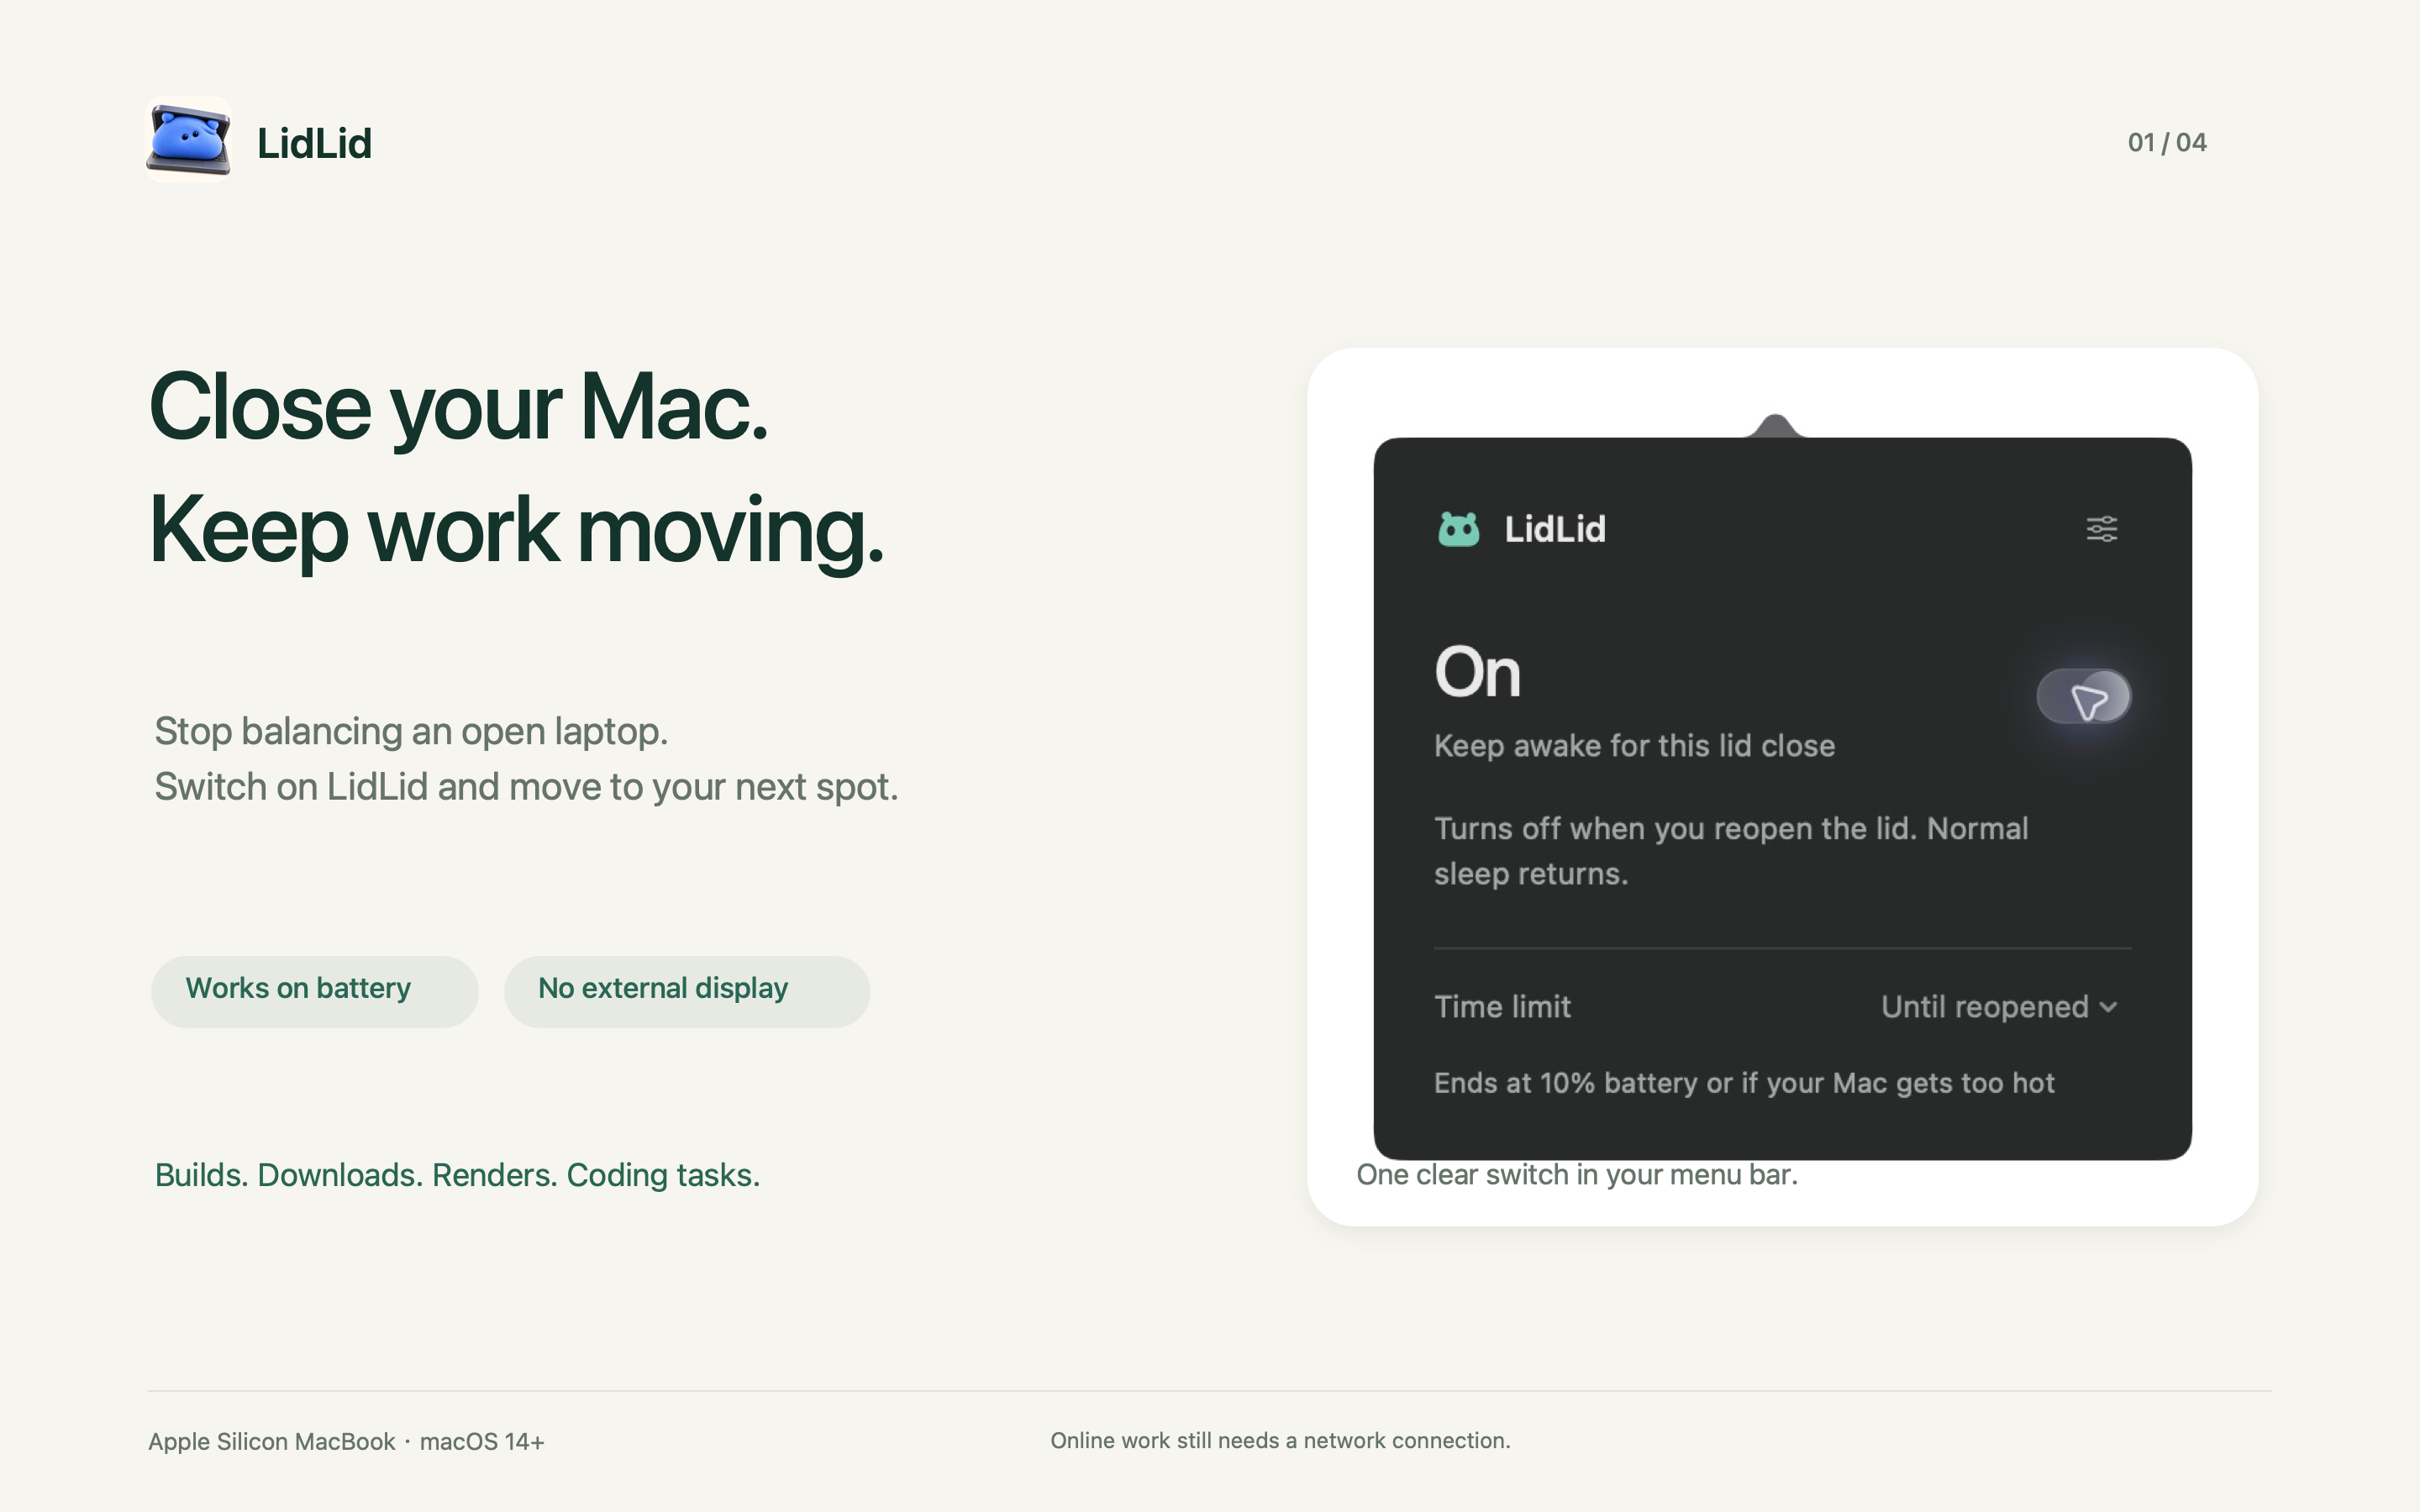 LidLid
01 / 04
Close your Mac.
Keep work moving.
Stop balancing an open laptop.
Switch on LidLid and move to your next spot.
Works on battery
No external display
Builds. Downloads. Renders. Coding tasks.
LidLid
On
Keep awake for this lid close
Turns off when you reopen the lid. Normal
sleep returns.
Time limit
Until reopened
Ends at 10% battery or if your Mac gets too hot
One clear switch in your menu bar.
Apple Silicon MacBook · macOS 14+
Online work still needs a network connection.